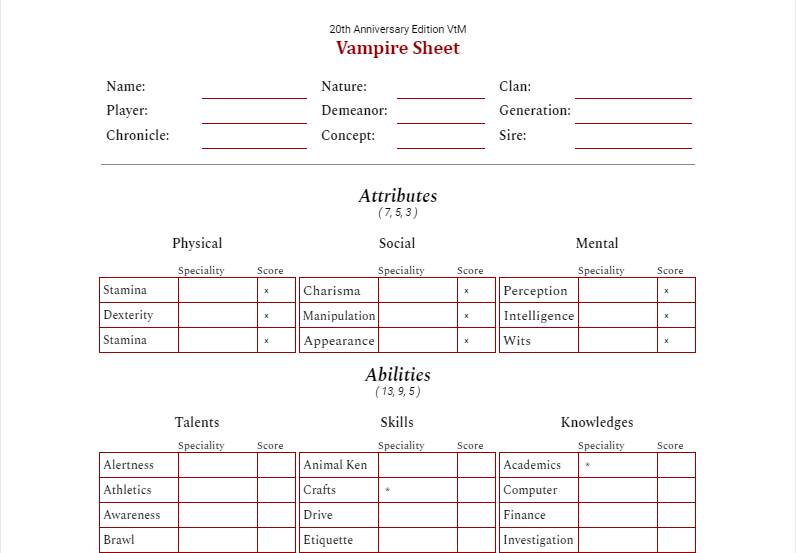 20th Anniversary Edition VtM
Vampire Sheet
Name: Nature: Clan:
Player: Demeanor: Generation:
Chronicle: Concept: Sire:
Attributes
( 7, 5, 3 )
Physical Social Mental
Speciality Score Speciality Score Speciality Score
Stamina x Charisma x Perception x
Dexterity x Manipulation x Intelligence x
Stamina x Appearance x Wits x
Abilities
( 13, 9, 5 )
Talents Skills Knowledges
Speciality Score Speciality Score Speciality Score
Alertness Animal Ken Academics *
Athletics Crafts * Computer
Awareness Drive Finance
Brawl Etiquette Investigation